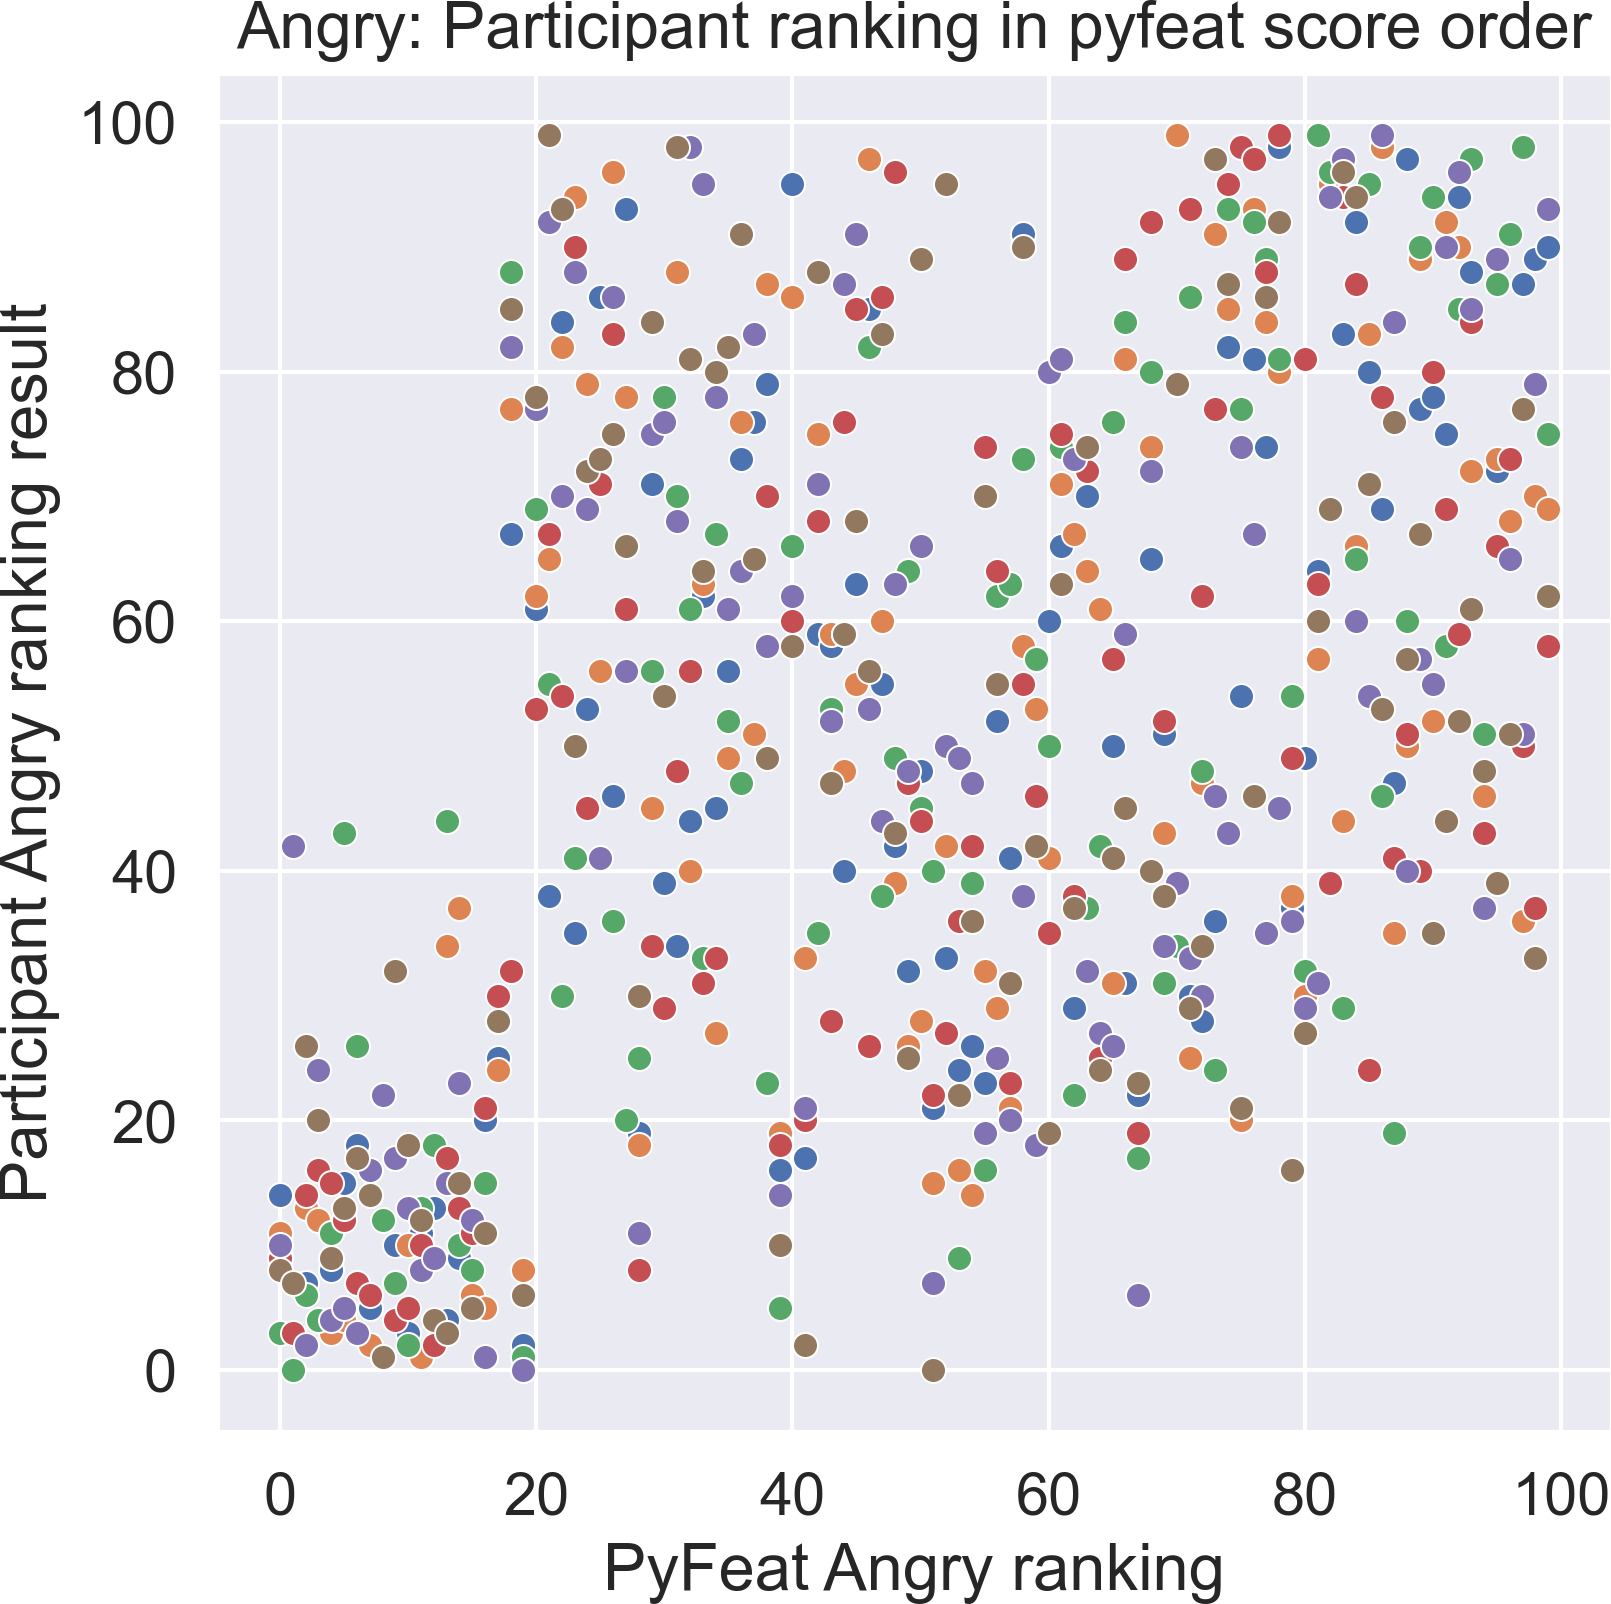 Angry: Participant ranking in pyfeat score order
Participant Angry ranking result
100
80
60
40
20
0
0 20 40 60 80 100
PyFeat Angry ranking